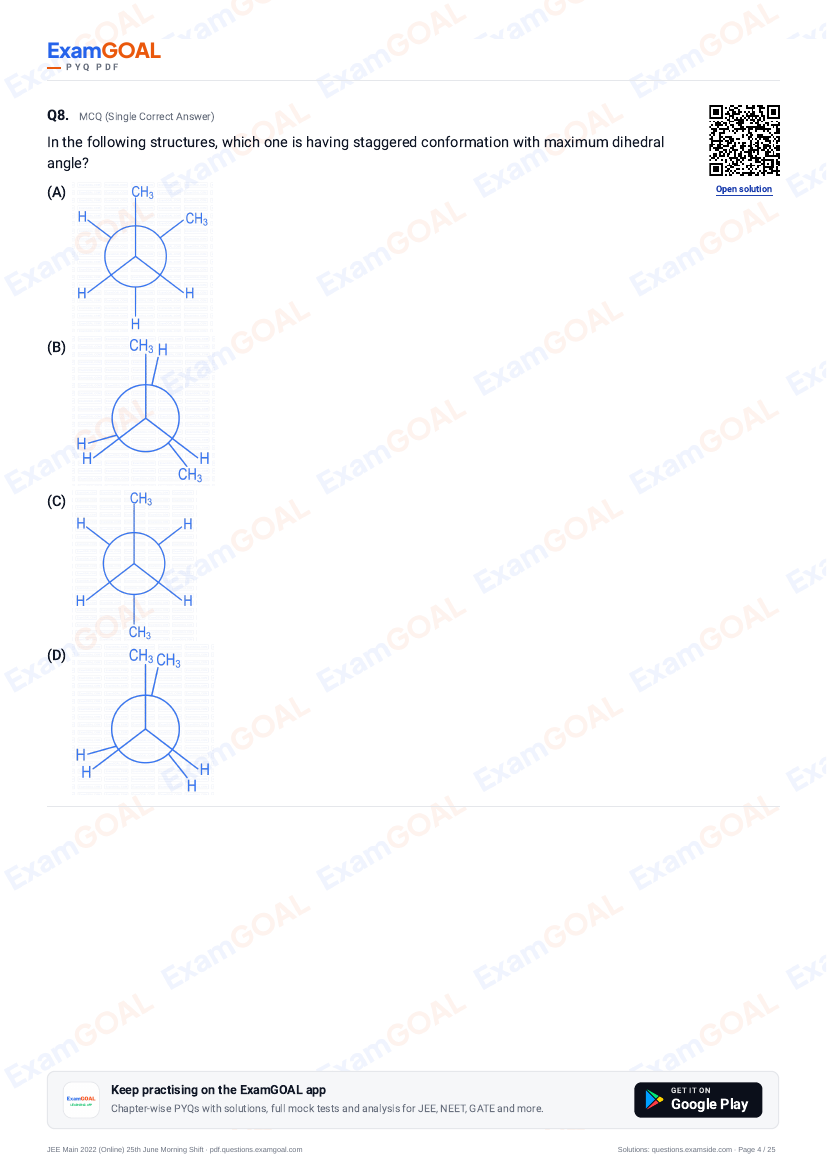 ExamGOAL
PYQ PDF
Q8. MCQ (Single Correct Answer)
In the following structures, which one is having staggered conformation with maximum dihedral
angle?
Open solution
(A)
CH3
H
CH3
H
H
H
(B)
CH3 H
H
H
H
CH3
(C)
CH3
H
H
H
H
CH3
(D)
CH3 CH3
H
H
H
H
Keep practising on the ExamGOAL app
Chapter-wise PYQs with solutions, full mock tests and analysis for JEE, NEET, GATE and more.
GET IT ON
Google Play
JEE Main 2022 (Online) 25th June Morning Shift · pdf.questions.examgoal.com
Solutions: questions.examside.com · Page 4 / 25